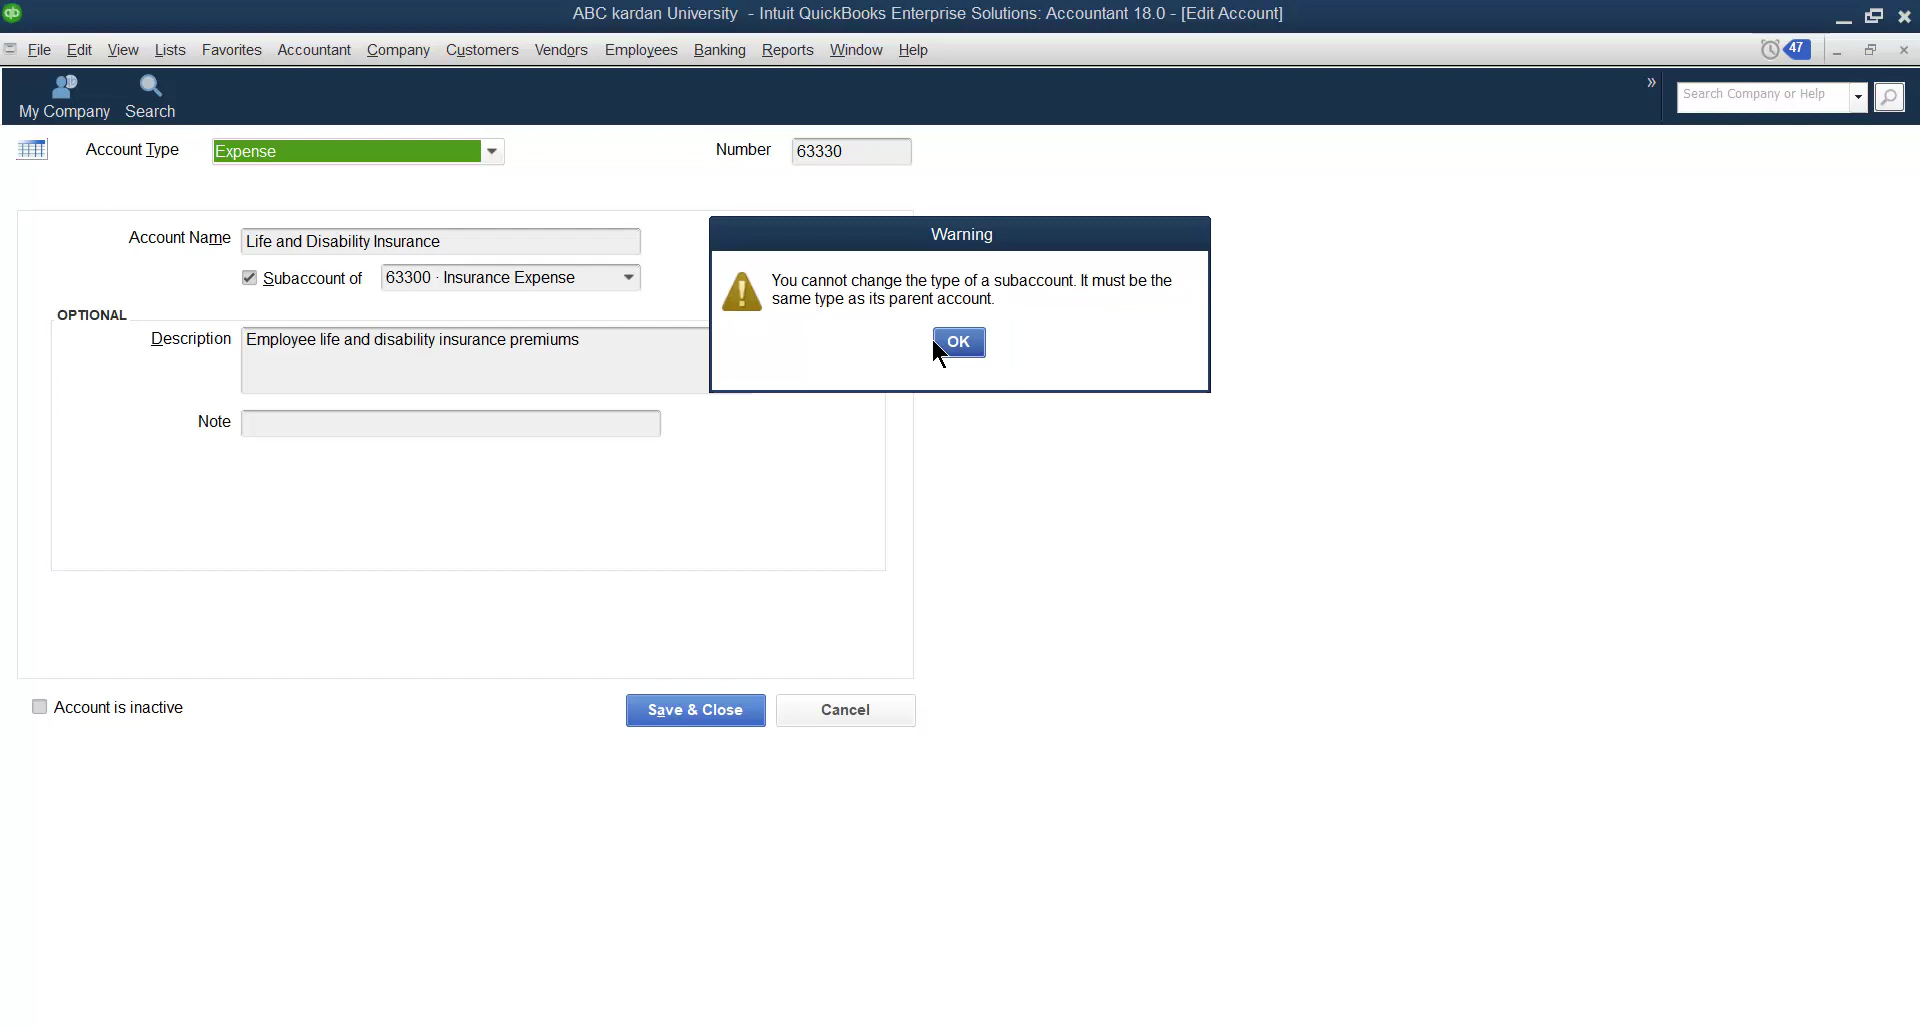 ABC kardan University - Intuit QuickBooks Enterprise Solutions: Accountant 18.0 - [Edit Account]
File Edit View Lists Favorites Accountant Company Customers Vendors Employees Banking Reports Window Help 47
My Company Search » Search Company or Help
Account Type Expense Number 63330
Account Name Life and Disability Insurance
Subaccount of 63300 · Insurance Expense
OPTIONAL
Description Employee life and disability insurance premiums
Note
Warning
You cannot change the type of a subaccount. It must be the
same type as its parent account.
OK
Account is inactive Save & Close Cancel